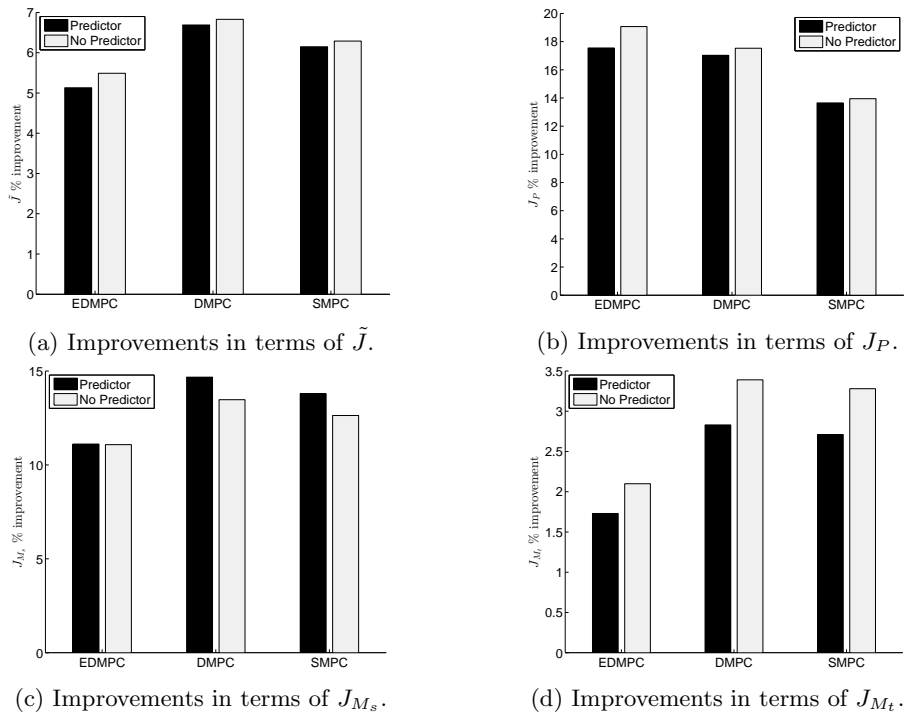 7
6
5
4
3
2
1
0
J̃ % improvement
Predictor
No Predictor
EDMPC DMPC SMPC
(a) Improvements in terms of J̃.
20
18
16
14
12
10
8
6
4
2
0
J_P % improvement
Predictor
No Predictor
EDMPC DMPC SMPC
(b) Improvements in terms of J_P.
15
10
5
0
J_{M_s} % improvement
Predictor
No Predictor
EDMPC DMPC SMPC
(c) Improvements in terms of J_{M_s}.
3.5
3
2.5
2
1.5
1
0.5
0
J_{M_t} % improvement
Predictor
No Predictor
EDMPC DMPC SMPC
(d) Improvements in terms of J_{M_t}.